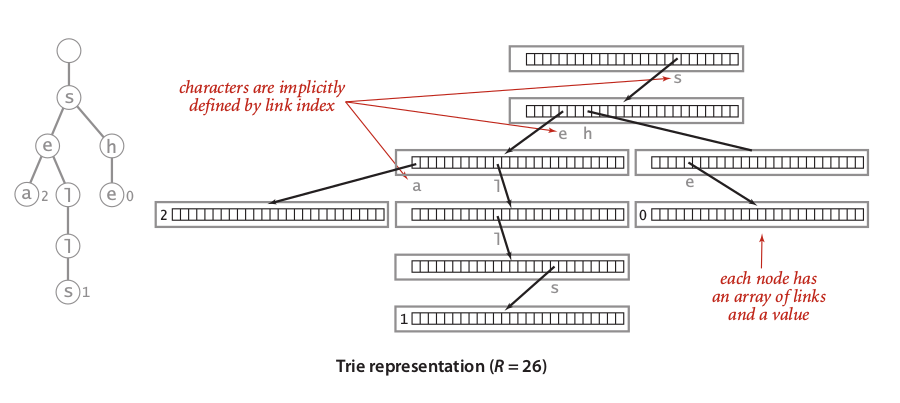 s
characters are implicitly
defined by link index
s
e h
e h
a l
a 2 l e 0
e
2
0
l
l
s
each node has
an array of links
and a value
s 1
1
Trie representation (R = 26)